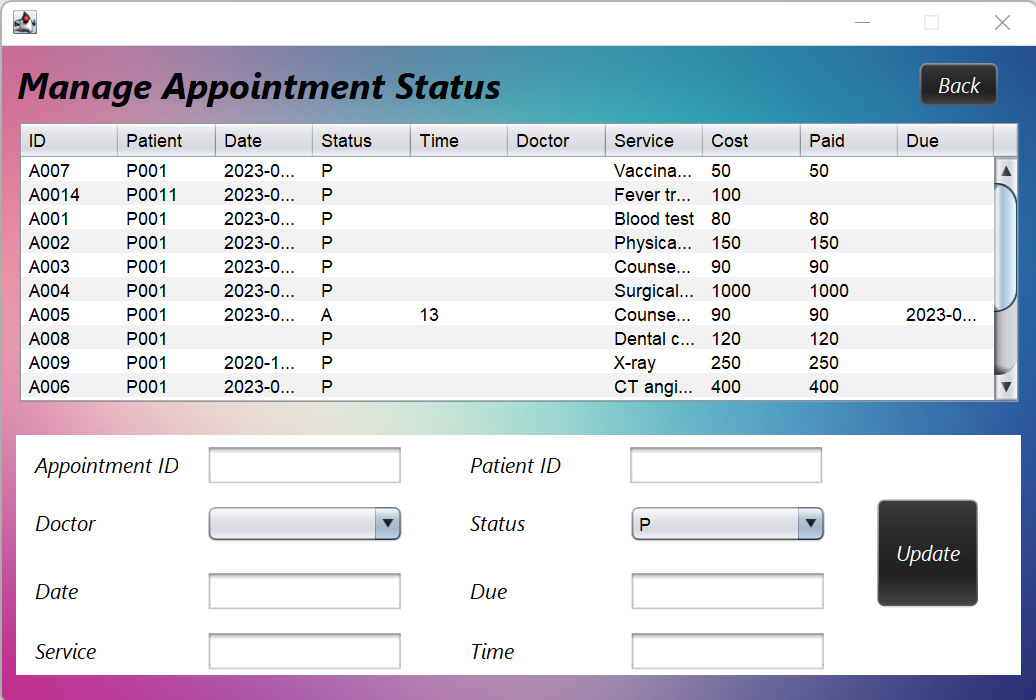 Manage Appointment Status
Back
ID Patient Date Status Time Doctor Service Cost Paid Due
A007 P001 2023-0... P Vaccina... 50 50
A0014 P0011 2023-0... P Fever tr... 100
A001 P001 2023-0... P Blood test 80 80
A002 P001 2023-0... P Physica... 150 150
A003 P001 2023-0... P Counse... 90 90
A004 P001 2023-0... P Surgical... 1000 1000
A005 P001 2023-0... A 13 Counse... 90 90 2023-0...
A008 P001 P Dental c... 120 120
A009 P001 2020-1... P X-ray 250 250
A006 P001 2023-0... P CT angi... 400 400
Appointment ID Patient ID
Doctor Status P
Update
Date Due
Service Time